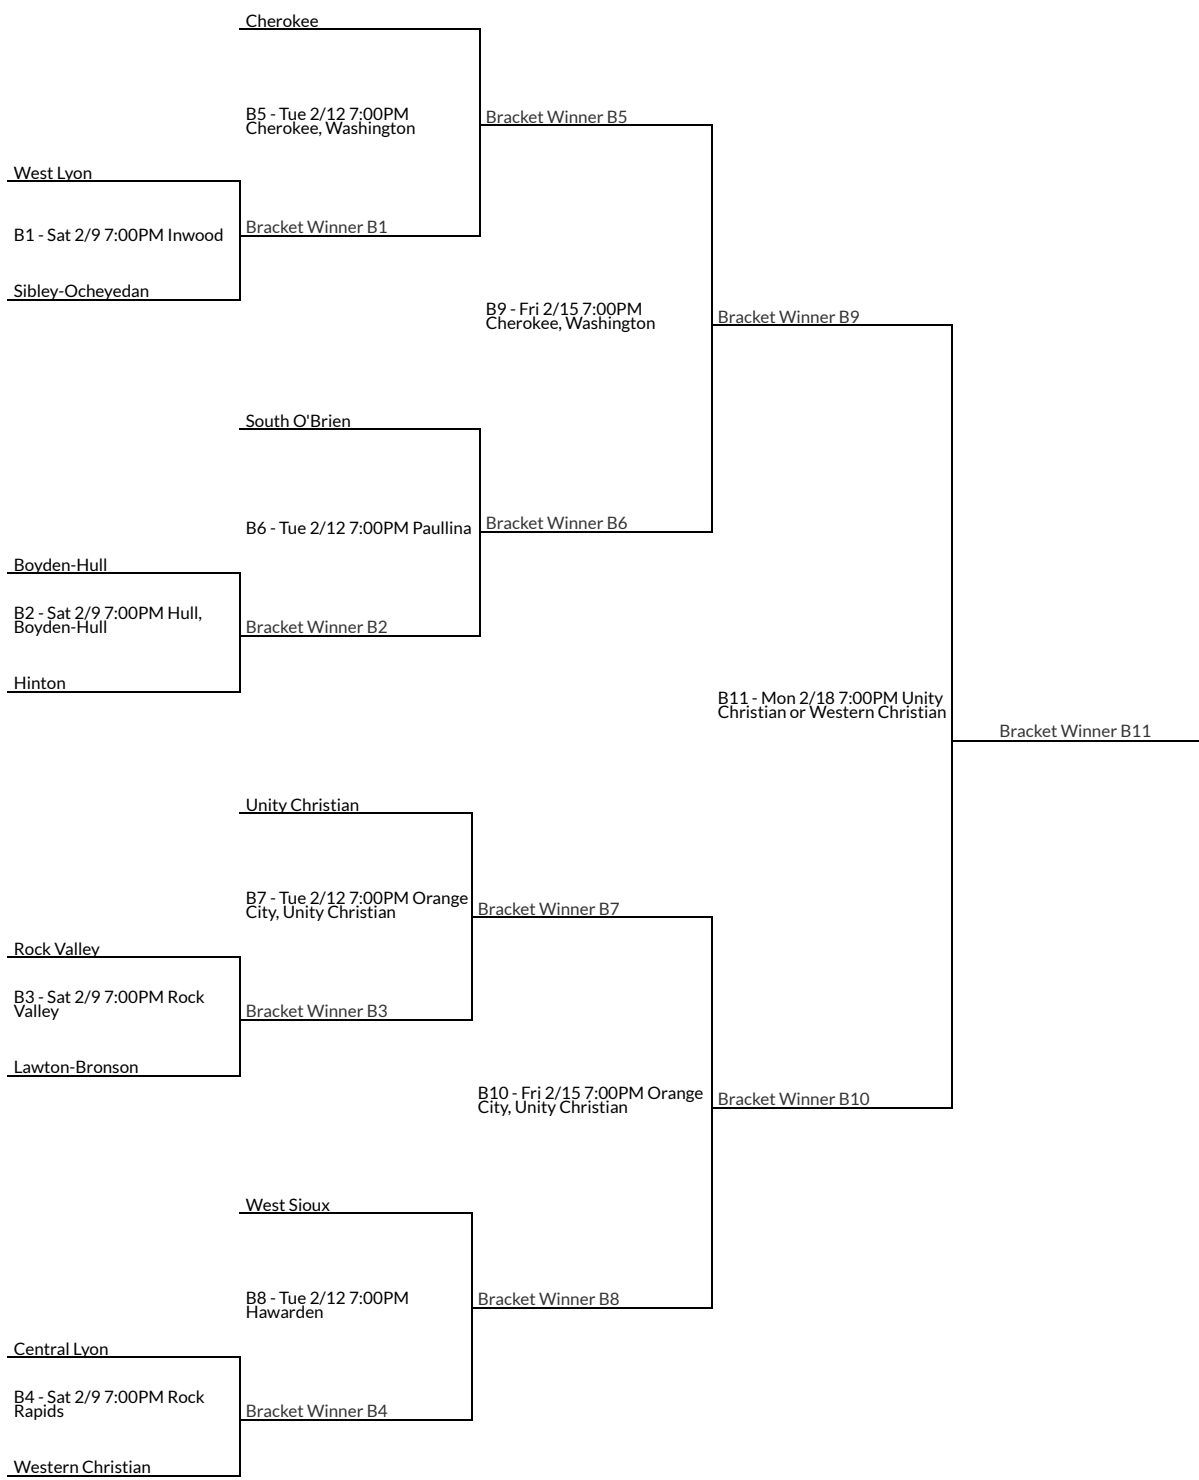 Cherokee
B5 - Tue 2/12 7:00PM
Cherokee, Washington
Bracket Winner B5
West Lyon
B1 - Sat 2/9 7:00PM Inwood
Bracket Winner B1
Sibley-Ocheyedan
B9 - Fri 2/15 7:00PM
Cherokee, Washington
Bracket Winner B9
South O'Brien
B6 - Tue 2/12 7:00PM Paullina
Bracket Winner B6
Boyden-Hull
B2 - Sat 2/9 7:00PM Hull,
Boyden-Hull
Bracket Winner B2
Hinton
B11 - Mon 2/18 7:00PM Unity
Christian or Western Christian
Bracket Winner B11
Unity Christian
B7 - Tue 2/12 7:00PM Orange
City, Unity Christian
Bracket Winner B7
Rock Valley
B3 - Sat 2/9 7:00PM Rock
Valley
Bracket Winner B3
Lawton-Bronson
B10 - Fri 2/15 7:00PM Orange
City, Unity Christian
Bracket Winner B10
West Sioux
B8 - Tue 2/12 7:00PM
Hawarden
Bracket Winner B8
Central Lyon
B4 - Sat 2/9 7:00PM Rock
Rapids
Bracket Winner B4
Western Christian